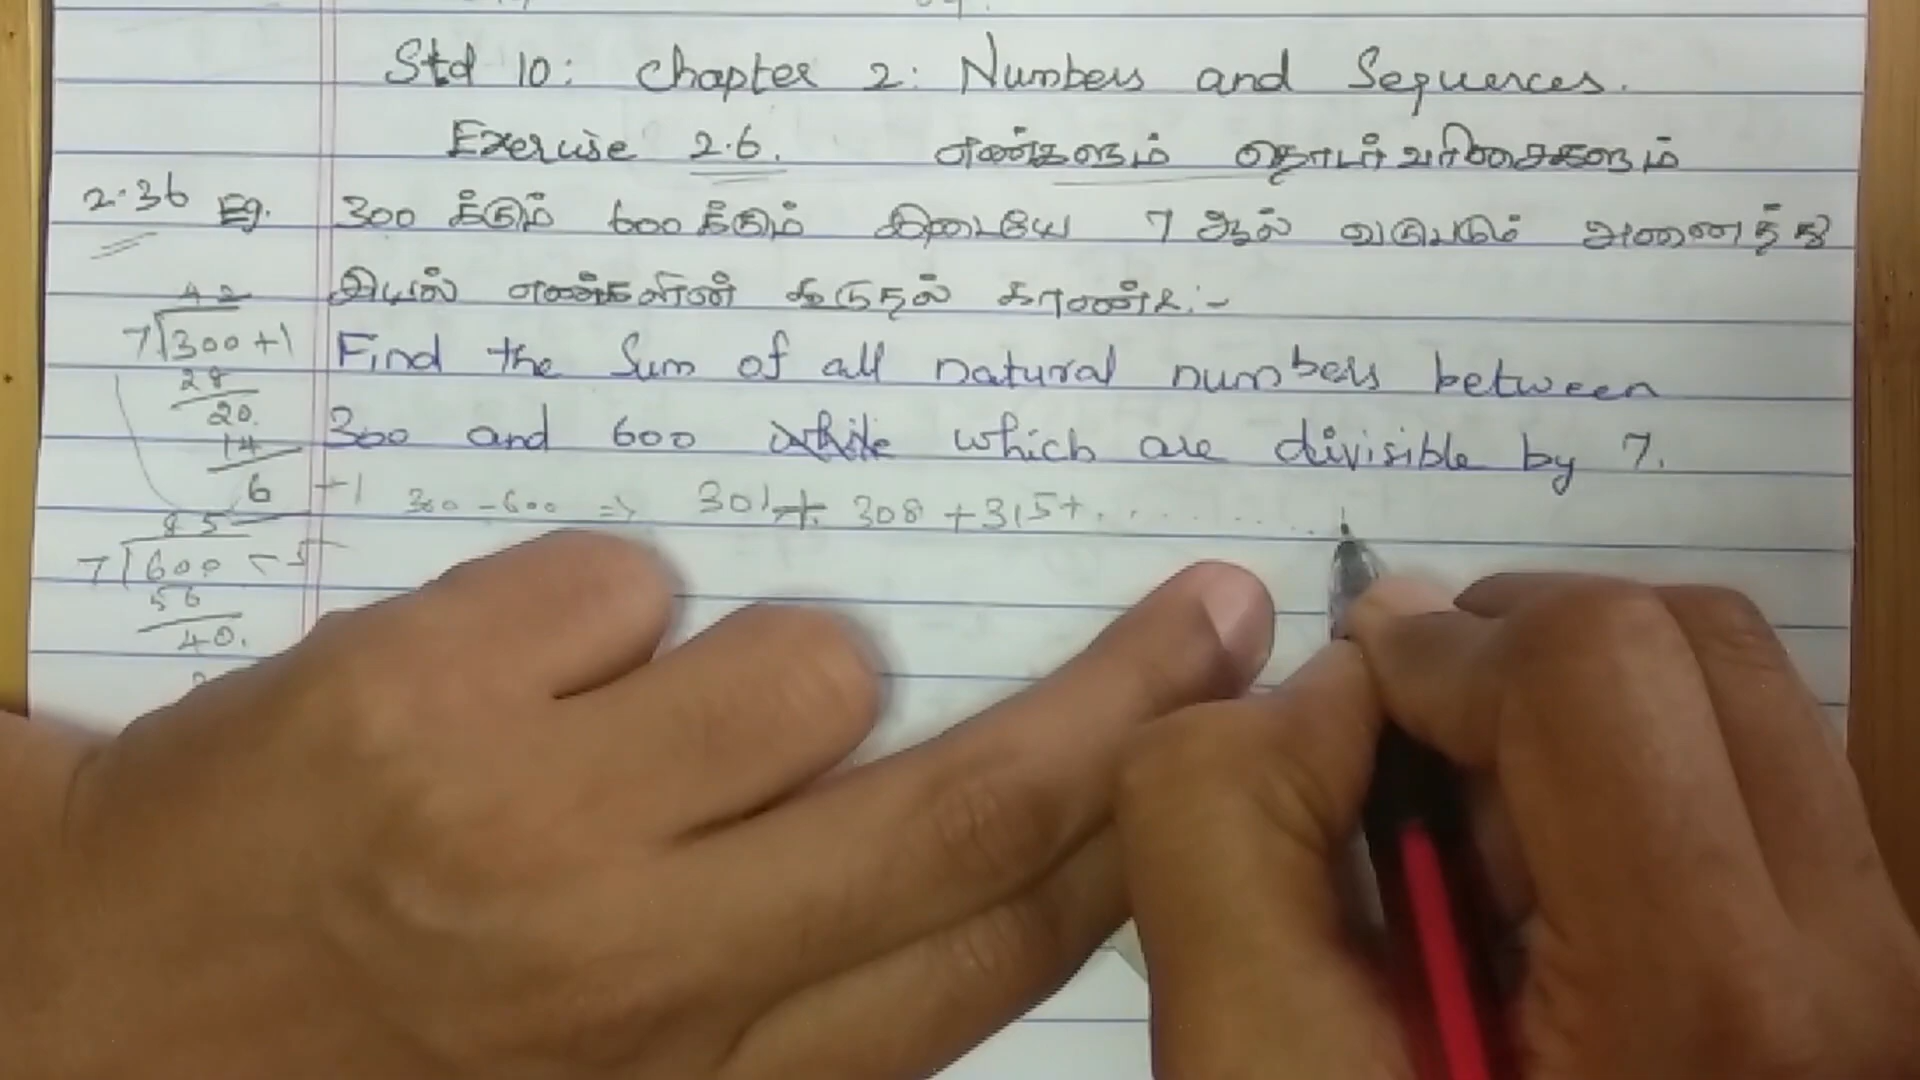 Std 10: Chapter 2: Numbers and Sequences.
Exercise 2.6. எண்களும் தொடர்வரிசைகளும்
2.36 Eg. 300 க்கும் 600 க்கும் இடையே 7 ஆல் வகுபடும் அனைத்து
இயல் எண்களின் கூடுதல் காண்க:-
Find the Sum of all natural numbers between
300 and 600 while which are divisible by 7.
300 - 600 => 301 + 308 + 315 + . . . . . . . . .
42
7 300 + 1
28
20.
14
6 +1
85
7 600 - 5
56
40.